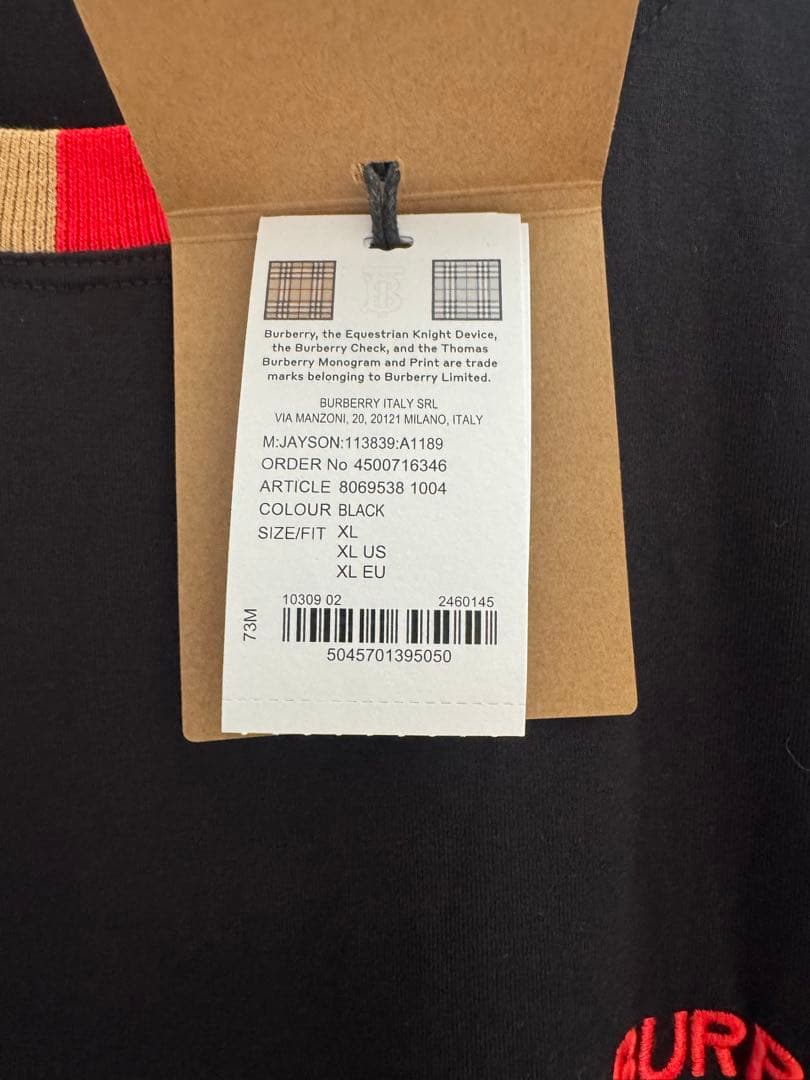 Burberry, the Equestrian Knight Device,
the Burberry Check, and the Thomas
Burberry Monogram and Print are trade
marks belonging to Burberry Limited.
BURBERRY ITALY SRL
VIA MANZONI, 20, 20121 MILANO, ITALY
M:JAYSON:113839:A1189
ORDER No 4500716346
ARTICLE 8069538 1004
COLOUR BLACK
SIZE/FIT XL
XL US
XL EU
10309 02 2460145
73M
5045701395050
BURB